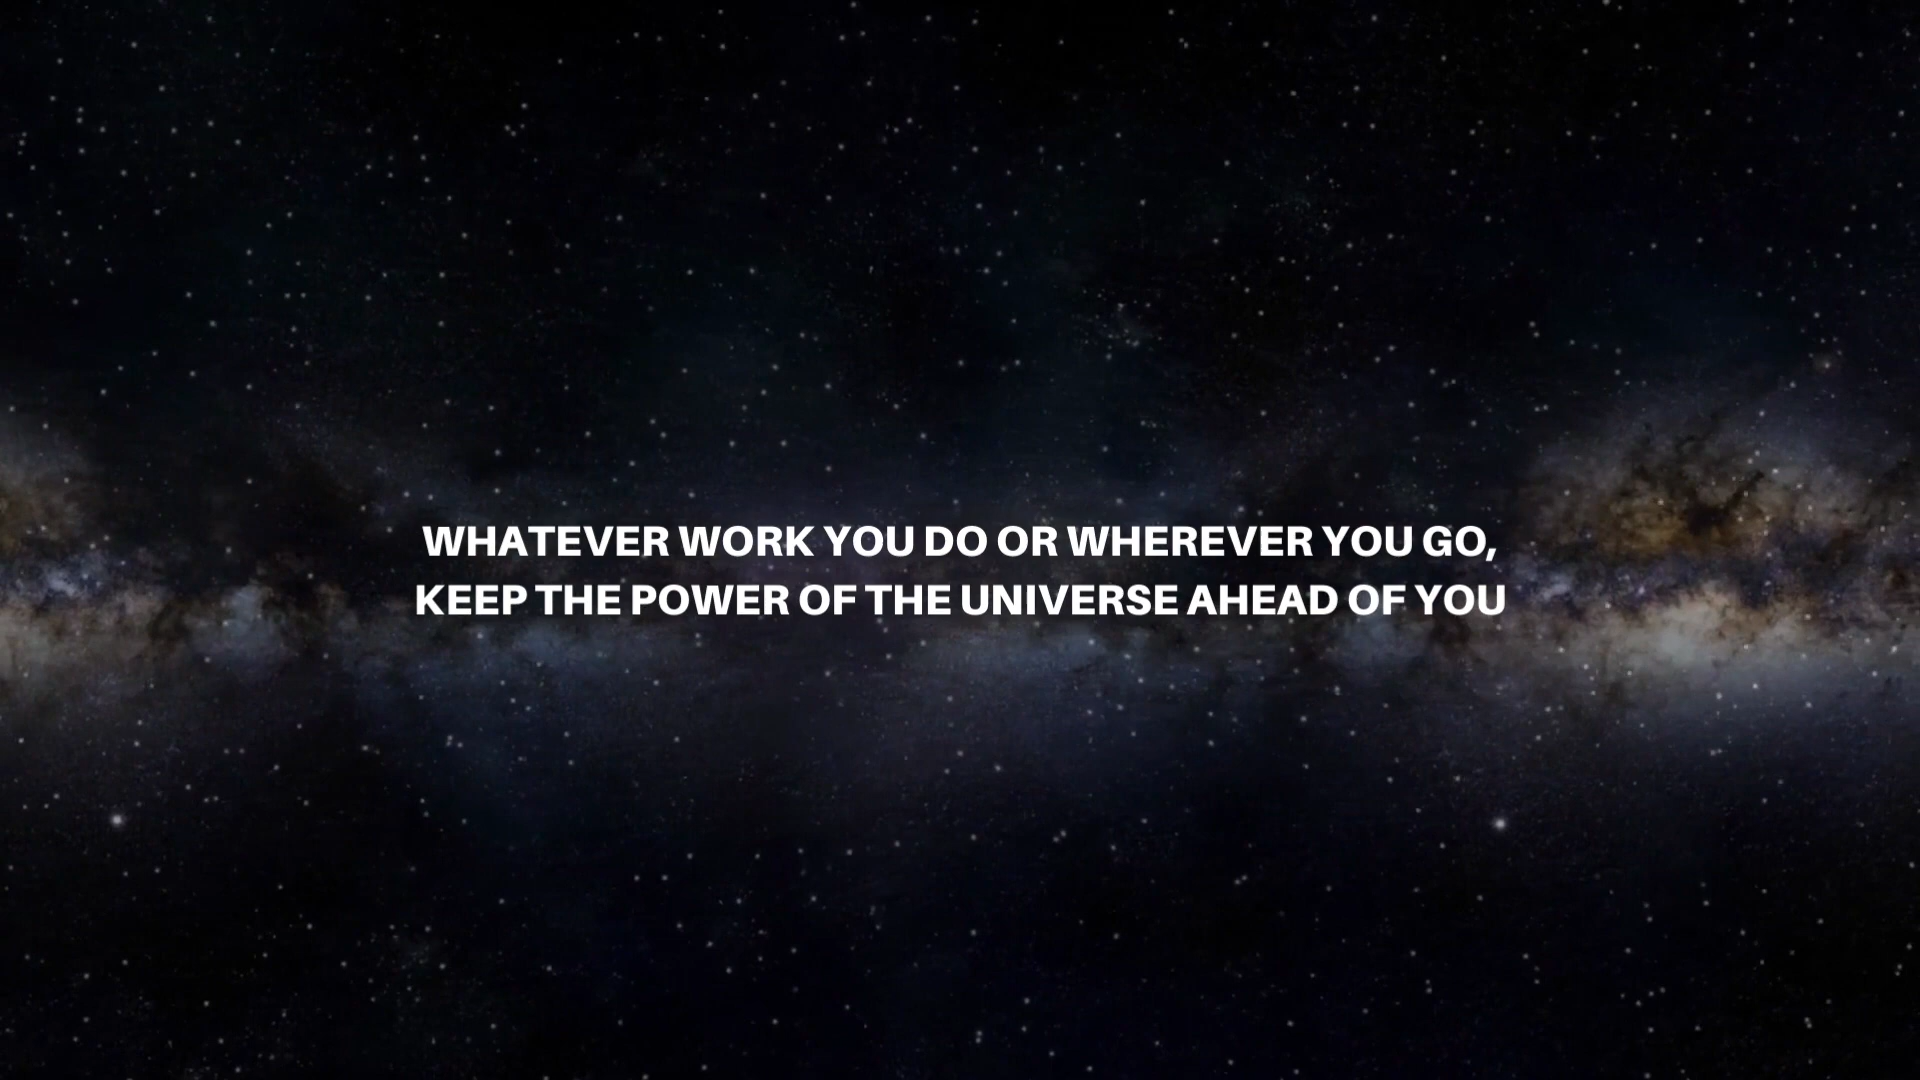 WHATEVER WORK YOU DO OR WHEREVER YOU GO,
KEEP THE POWER OF THE UNIVERSE AHEAD OF YOU